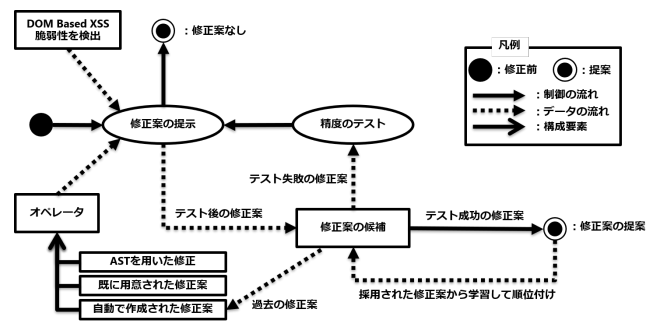 DOM Based XSS
脆弱性を検出
：修正案なし
凡例
：修正前
：提案
：制御の流れ
：データの流れ
：構成要素
修正案の提示
精度のテスト
テスト失敗の修正案
オペレータ
テスト後の修正案
修正案の候補
テスト成功の修正案
：修正案の提案
ASTを用いた修正
既に用意された修正案
自動で作成された修正案
過去の修正案
採用された修正案から学習して順位付け